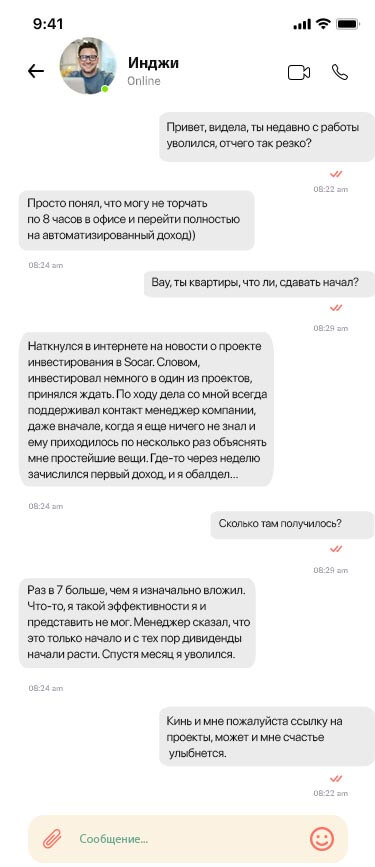 9:41
Инджи
Online
Привет, видела, ты недавно с работы
уволился, отчего так резко?
08:22 am
Просто понял, что могу не торчать
по 8 часов в офисе и перейти полностью
на автоматизированный доход))
08:24 am
Вау, ты квартиры, что ли, сдавать начал?
08:29 am
Наткнулся в интернете на новости о проекте
инвестирования в Socar. Словом,
инвестировал немного в один из проектов,
принялся ждать. По ходу дела со мной всегда
поддерживал контакт менеджер компании,
даже вначале, когда я еще ничего не знал и
ему приходилось по несколько раз объяснять
мне простейшие вещи. Где-то через неделю
зачислился первый доход, и я обалдел...
08:24 am
Сколько там получилось?
08:29 am
Раз в 7 больше, чем я изначально вложил.
Что-то, я такой эффективности я и
представить не мог. Менеджер сказал, что
это только начало и с тех пор дивиденды
начали расти. Спустя месяц я уволился.
08:24 am
Кинь и мне пожалуйста ссылку на
проекты, может и мне счастье
улыбнется.
08:22 am
Сообщение...